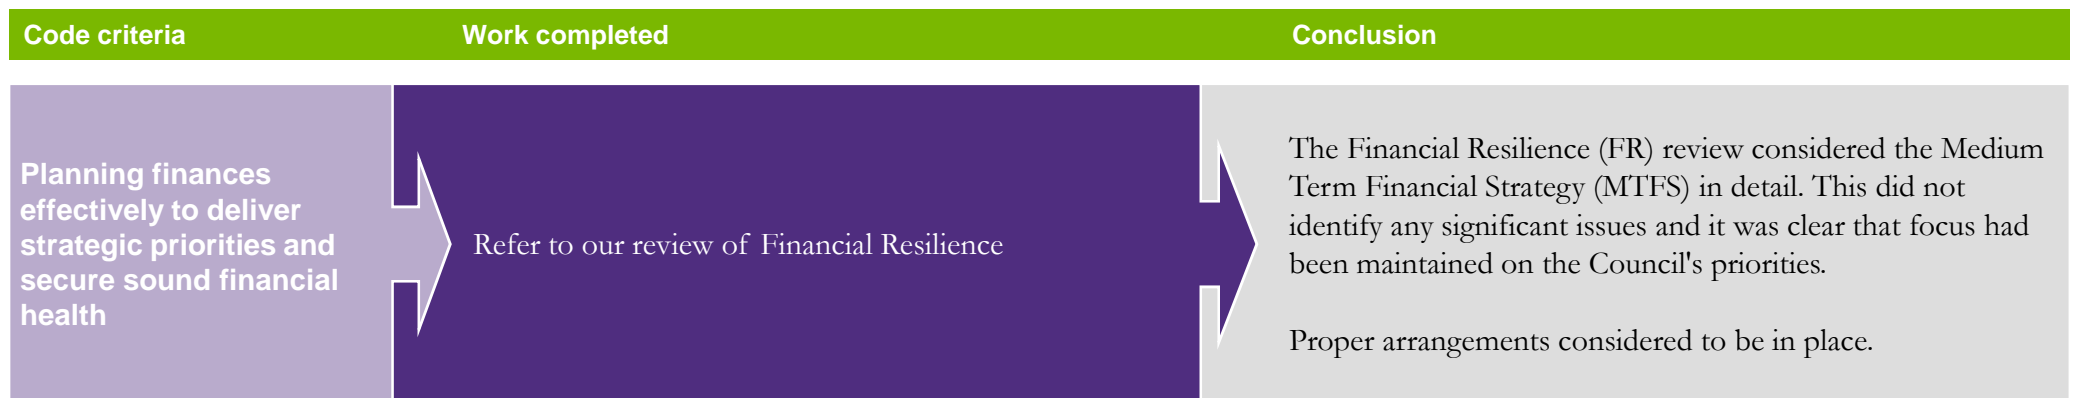 Code criteria
Work completed
Conclusion
Planning finances
effectively to deliver
strategic priorities and
secure sound financial
health
Refer to our review of Financial Resilience
The Financial Resilience (FR) review considered the Medium
Term Financial Strategy (MTFS) in detail. This did not
identify any significant issues and it was clear that focus had
been maintained on the Council's priorities.
Proper arrangements considered to be in place.